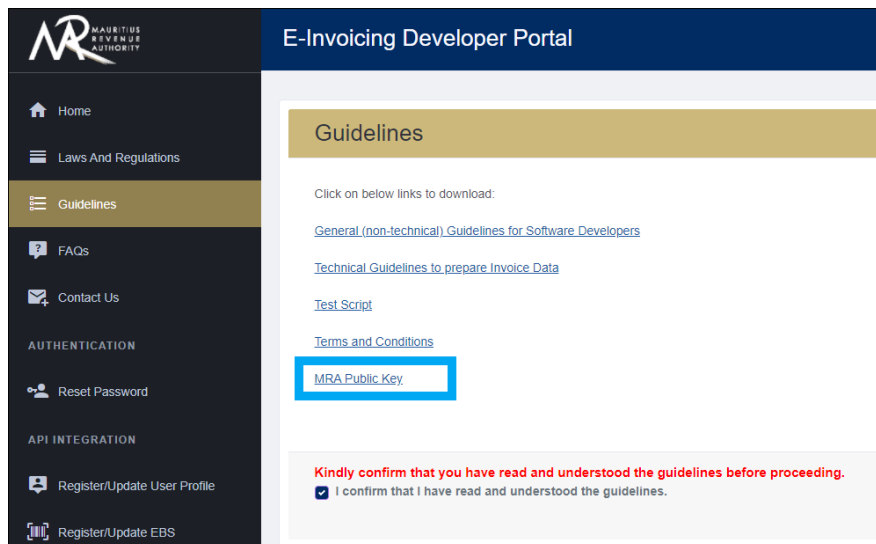 MAURITIUS
REVENUE
AUTHORITY
E-Invoicing Developer Portal
Home
Laws And Regulations
Guidelines
FAQs
Contact Us
AUTHENTICATION
Reset Password
API INTEGRATION
Register/Update User Profile
Register/Update EBS
Guidelines
Click on below links to download:
General (non-technical) Guidelines for Software Developers
Technical Guidelines to prepare Invoice Data
Test Script
Terms and Conditions
MRA Public Key
Kindly confirm that you have read and understood the guidelines before proceeding.
I confirm that I have read and understood the guidelines.